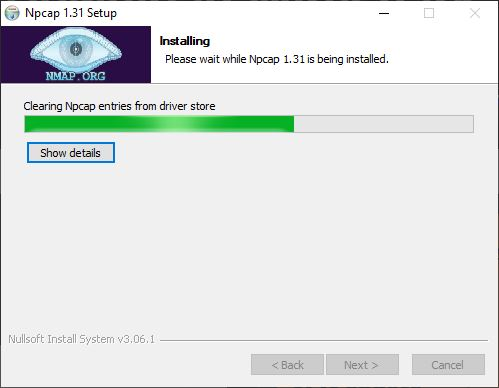 Npcap 1.31 Setup
NMAP.ORG
Installing
Please wait while Npcap 1.31 is being installed.
Clearing Npcap entries from driver store
Show details
Nullsoft Install System v3.06.1
< Back
Next >
Cancel